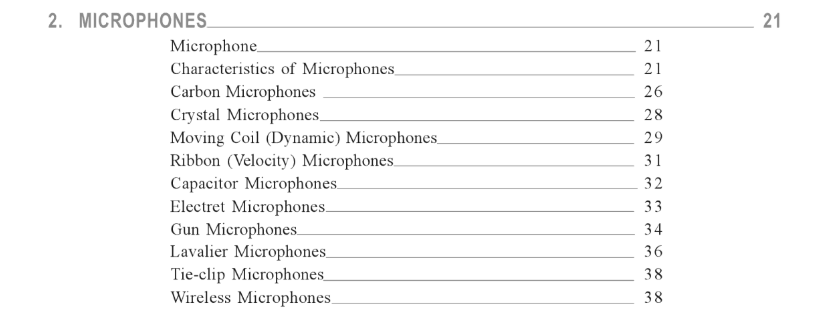 2. MICROPHONES 21
Microphone 21
Characteristics of Microphones 21
Carbon Microphones 26
Crystal Microphones 28
Moving Coil (Dynamic) Microphones 29
Ribbon (Velocity) Microphones 31
Capacitor Microphones 32
Electret Microphones 33
Gun Microphones 34
Lavalier Microphones 36
Tie-clip Microphones 38
Wireless Microphones 38